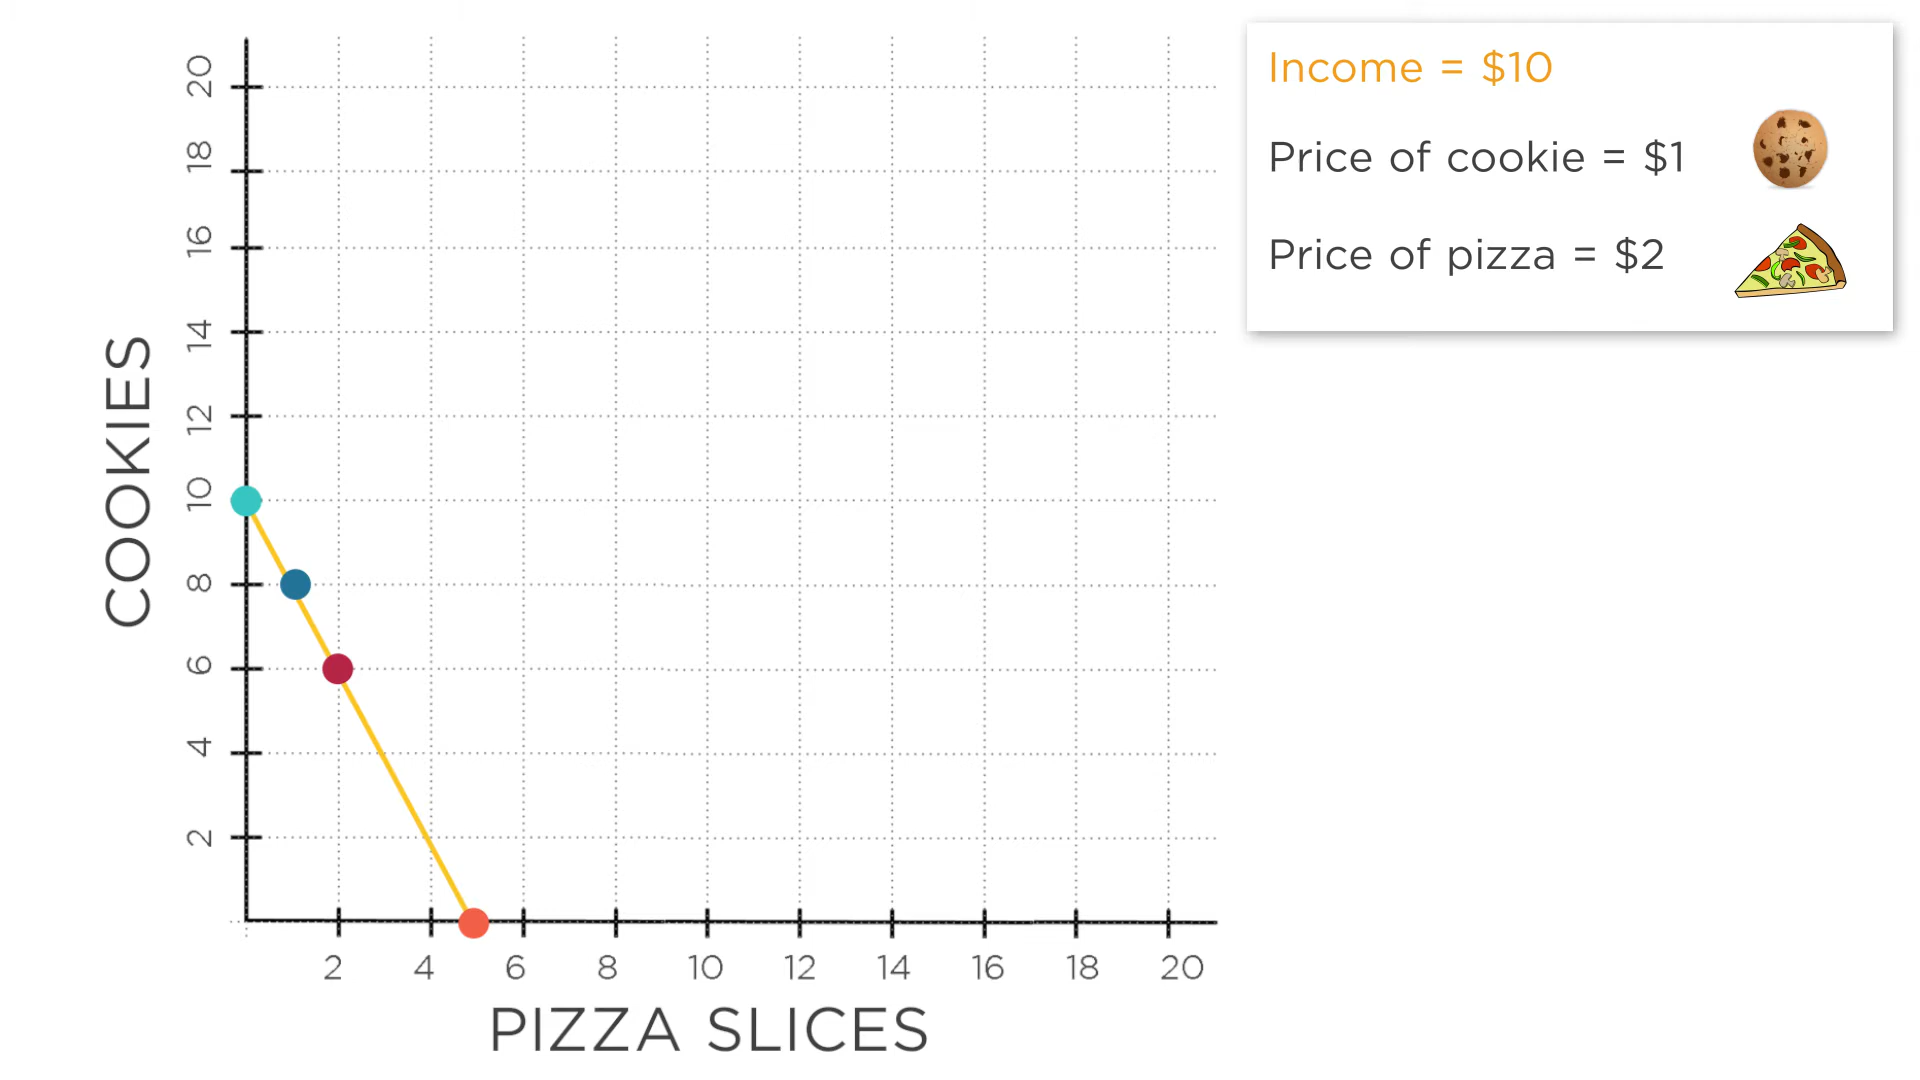 Income = $10
Price of cookie = $1
Price of pizza = $2
COOKIES
20
18
16
14
12
10
8
6
4
2
2 4 6 8 10 12 14 16 18 20
PIZZA SLICES